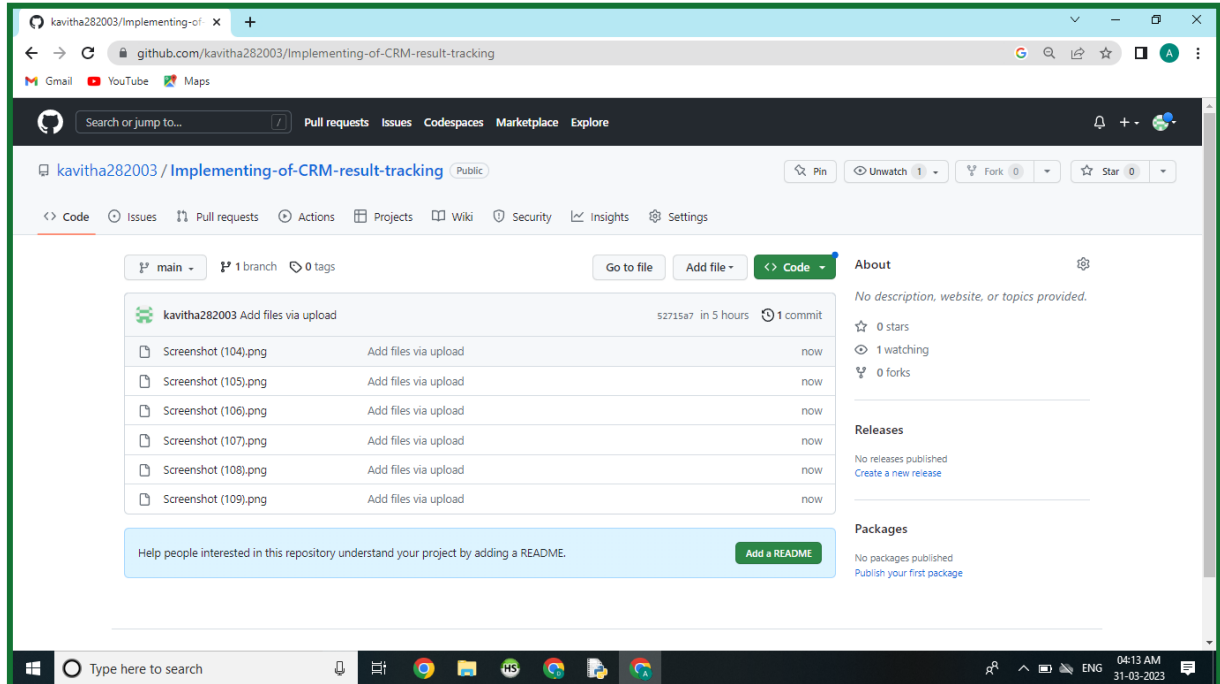 kavitha282003/Implementing-of-
github.com/kavitha282003/Implementing-of-CRM-result-tracking
G A
Gmail YouTube Maps
Search or jump to... / Pull requests Issues Codespaces Marketplace Explore
kavitha282003 / Implementing-of-CRM-result-tracking Public Pin Unwatch 1 Fork 0 Star 0
Code Issues Pull requests Actions Projects Wiki Security Insights Settings
main 1 branch 0 tags Go to file Add file Code About
No description, website, or topics provided.
kavitha282003 Add files via upload 52715a7 in 5 hours 1 commit
0 stars
Screenshot (104).png Add files via upload now
1 watching
0 forks
Screenshot (105).png Add files via upload now
Screenshot (106).png Add files via upload now
Releases
Screenshot (107).png Add files via upload now
No releases published
Screenshot (108).png Add files via upload now
Create a new release
Screenshot (109).png Add files via upload now
Packages
Help people interested in this repository understand your project by adding a README. Add a README
No packages published
Publish your first package
Type here to search HS A ENG 04:13 AM
31-03-2023